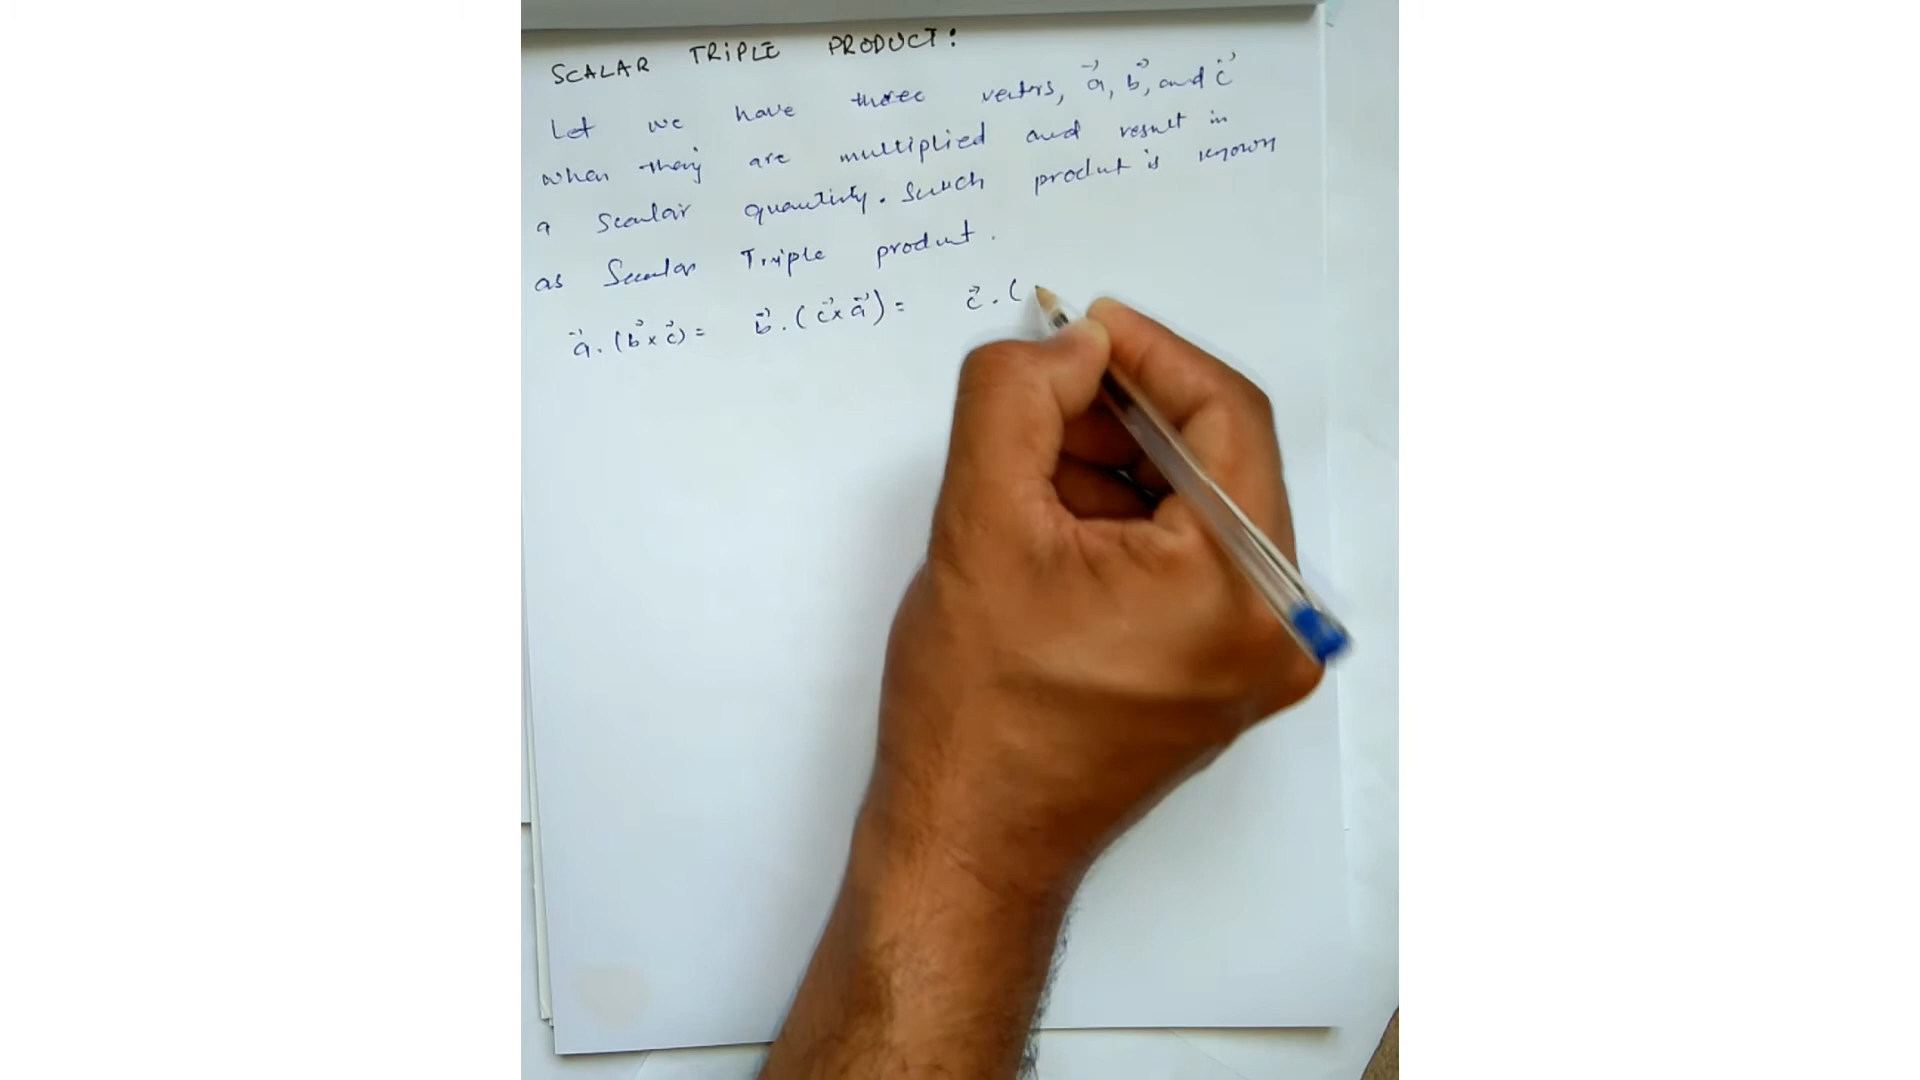 SCALAR TRIPLE PRODUCT:
Let we have three vectors, a⃗, b⃗, and c⃗
when they are multiplied and result in
a scalar quantity. Such product is known
as Scalar Triple product.
a⃗ . (b⃗ × c⃗) = b⃗ . (c⃗ × a⃗) = c⃗ . (